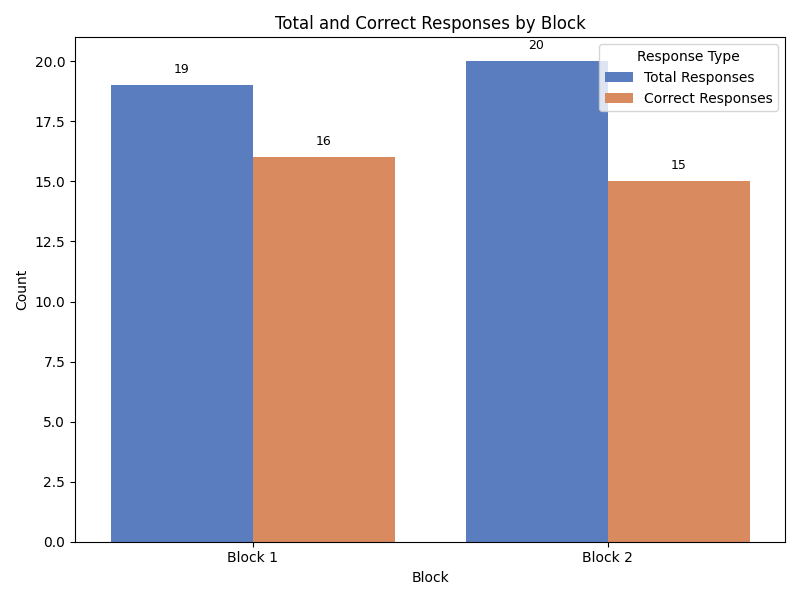 Total and Correct Responses by Block
Response Type
Total Responses
Correct Responses
19
16
20
15
Count
20.0
17.5
15.0
12.5
10.0
7.5
5.0
2.5
0.0
Block 1
Block 2
Block